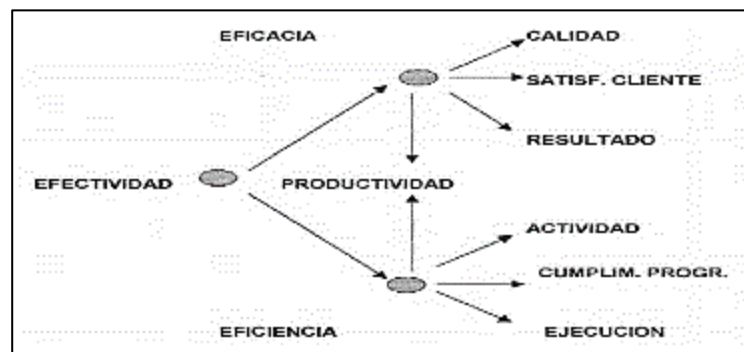 EFICACIA
CALIDAD
SATISF. CLIENTE
RESULTADO
EFECTIVIDAD
PRODUCTIVIDAD
ACTIVIDAD
CUMPLIM. PROGR.
EFICIENCIA
EJECUCION